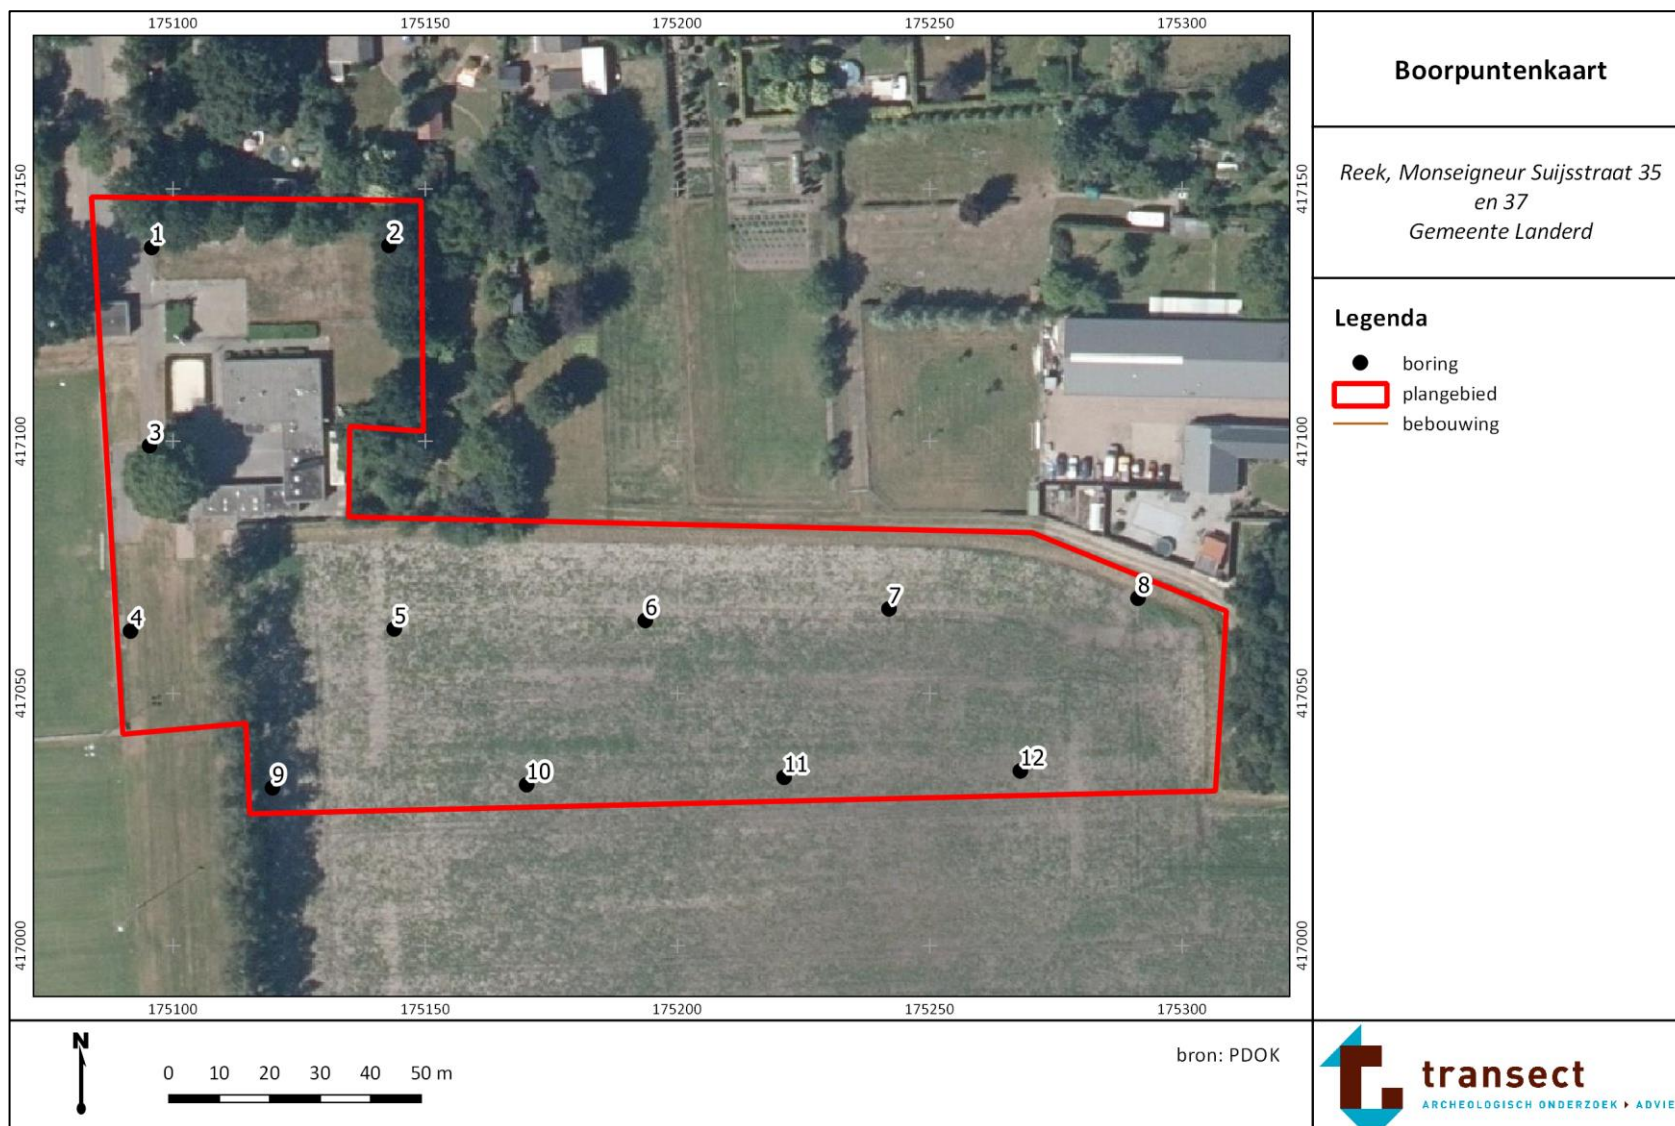 175100 175150 175200 175250 175300
417150 417150
417100 417100
417050 417050
417000 417000
1
2
3
4
5
6
7
8
9
10
11
12
175100 175150 175200 175250 175300
N
0 10 20 30 40 50 m
bron: PDOK
Boorpuntenkaart
Reek, Monseigneur Suijsstraat 35
en 37
Gemeente Landerd
Legenda
boring
plangebied
bebouwing
transect
ARCHEOLOGISCH ONDERZOEK ADVIE